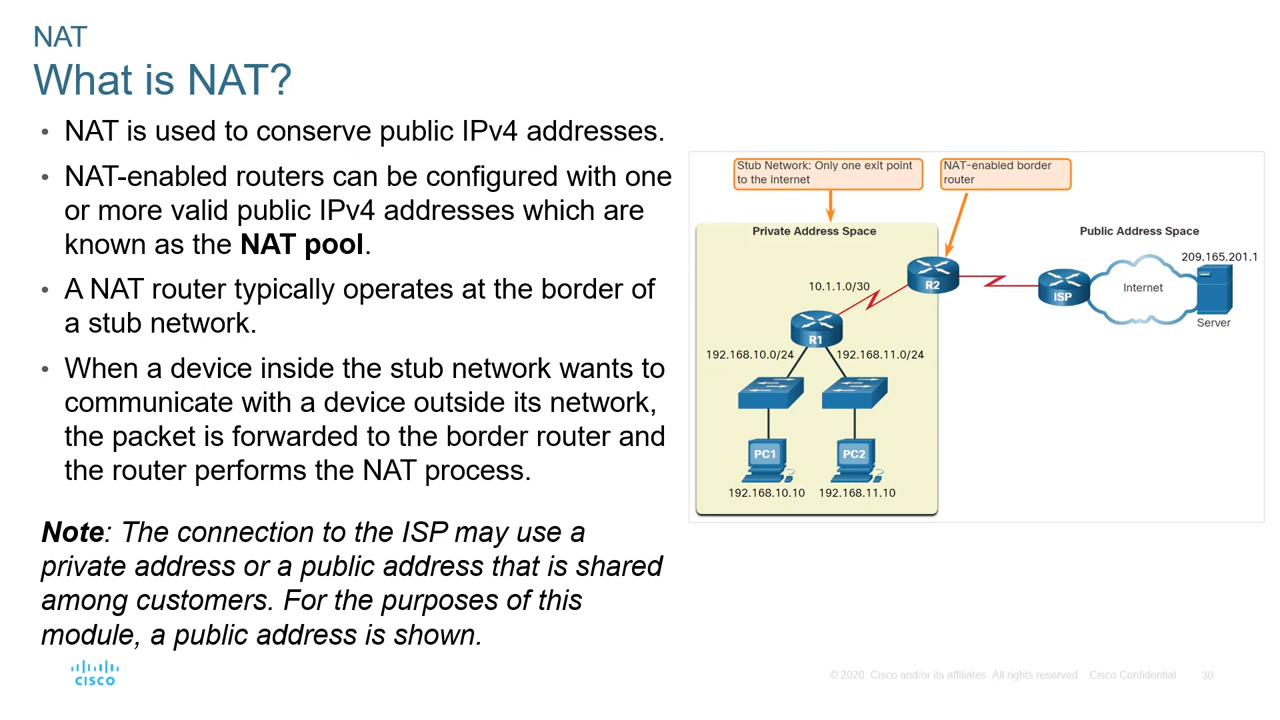 NAT
What is NAT?
• NAT is used to conserve public IPv4 addresses.
• NAT-enabled routers can be configured with one
or more valid public IPv4 addresses which are
known as the NAT pool.
• A NAT router typically operates at the border of
a stub network.
• When a device inside the stub network wants to
communicate with a device outside its network,
the packet is forwarded to the border router and
the router performs the NAT process.
Note: The connection to the ISP may use a
private address or a public address that is shared
among customers. For the purposes of this
module, a public address is shown.
Stub Network: Only one exit point
to the internet
NAT-enabled border
router
Private Address Space
Public Address Space
209.165.201.1
R2
10.1.1.0/30
ISP
Internet
Server
R1
192.168.10.0/24
192.168.11.0/24
PC1
PC2
192.168.10.10
192.168.11.10
CISCO
© 2020 Cisco and/or its affiliates. All rights reserved Cisco Confidential
30